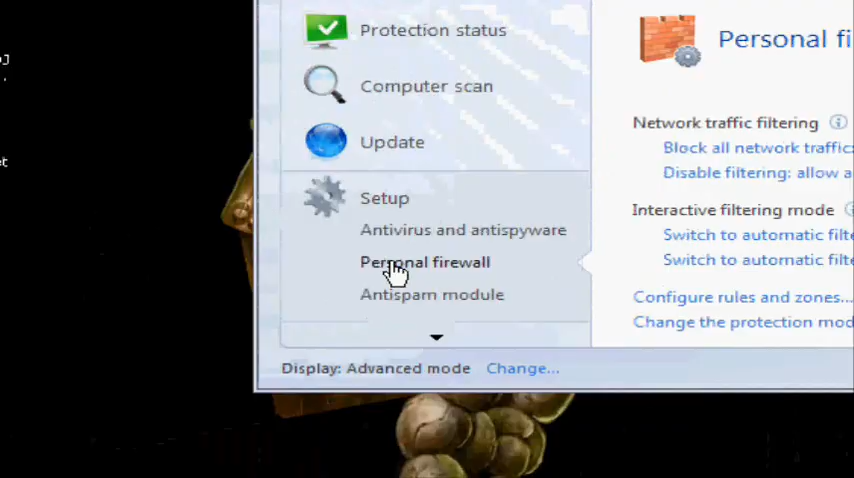 Protection status
Computer scan
Update
Setup
Antivirus and antispyware
Personal firewall
Antispam module
Display: Advanced mode Change...
Personal fi
Network traffic filtering
Block all network traffic:
Disable filtering: allow a
Interactive filtering mode
Switch to automatic filte
Switch to automatic filte
Configure rules and zones...
Change the protection mod